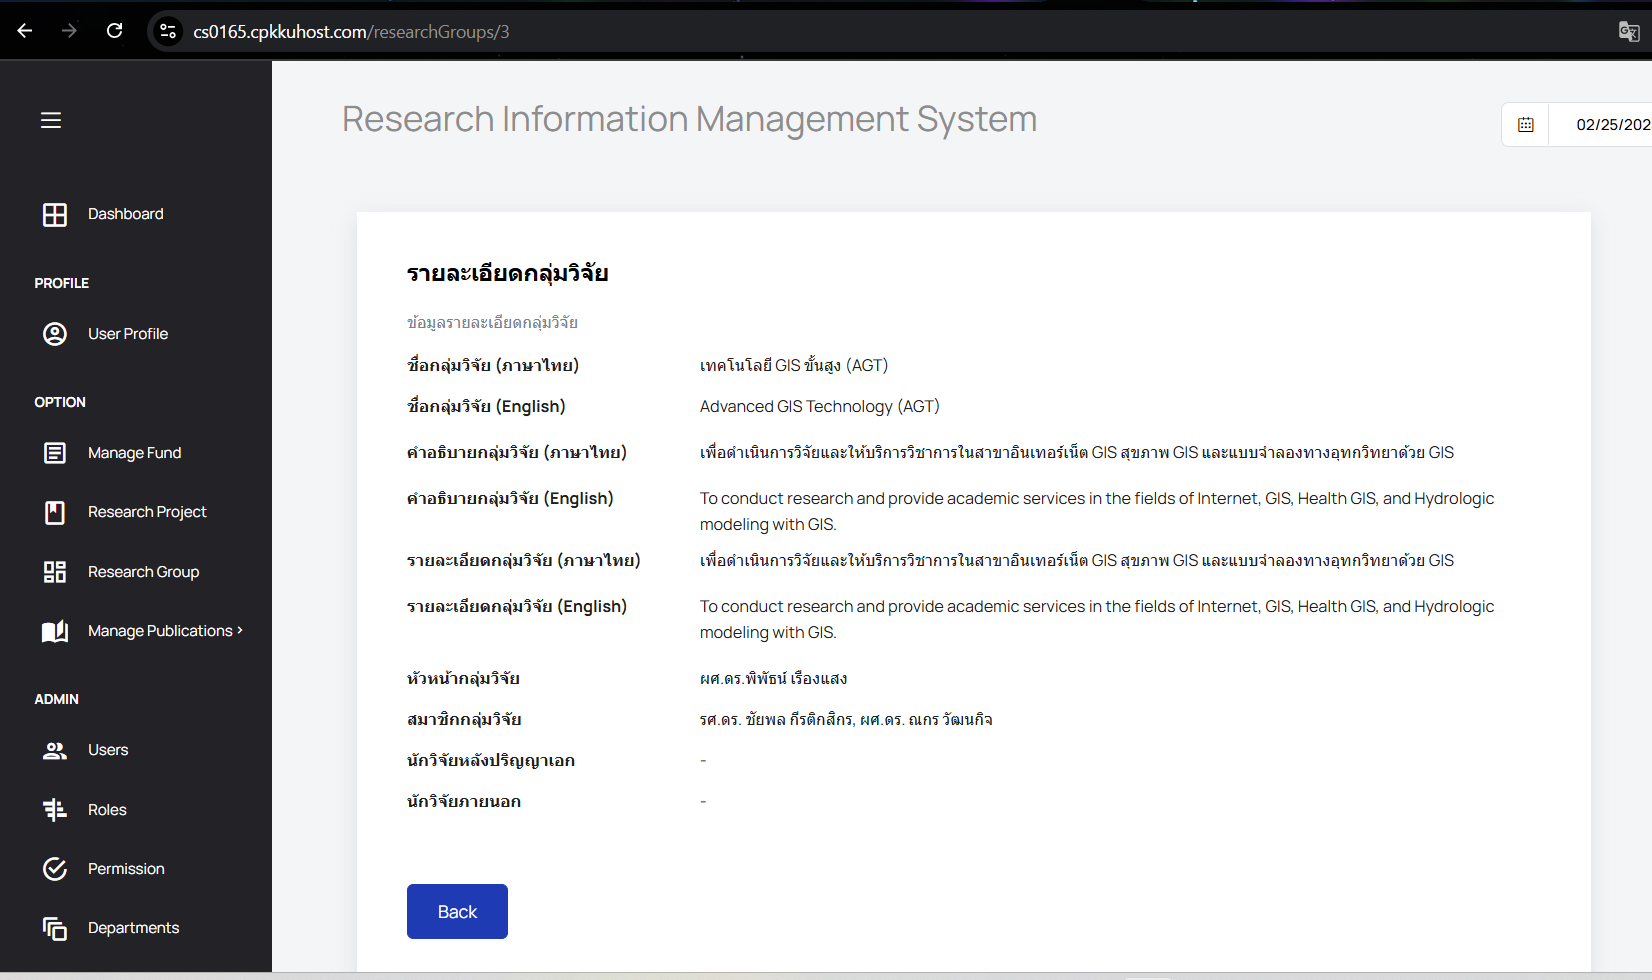 cs0165.cpkkuhost.com/researchGroups/3
Research Information Management System
02/25/202
Dashboard
PROFILE
User Profile
OPTION
Manage Fund
Research Project
Research Group
Manage Publications
ADMIN
Users
Roles
Permission
Departments
รายละเอียดกลุ่มวิจัย
ข้อมูลรายละเอียดกลุ่มวิจัย
ชื่อกลุ่มวิจัย (ภาษาไทย) เทคโนโลยี GIS ขั้นสูง (AGT)
ชื่อกลุ่มวิจัย (English) Advanced GIS Technology (AGT)
คำอธิบายกลุ่มวิจัย (ภาษาไทย) เพื่อดำเนินการวิจัยและให้บริการวิชาการในสาขาอินเทอร์เน็ต GIS สุขภาพ GIS และแบบจำลองทางอุทกวิทยาด้วย GIS
คำอธิบายกลุ่มวิจัย (English) To conduct research and provide academic services in the fields of Internet, GIS, Health GIS, and Hydrologic
modeling with GIS.
รายละเอียดกลุ่มวิจัย (ภาษาไทย) เพื่อดำเนินการวิจัยและให้บริการวิชาการในสาขาอินเทอร์เน็ต GIS สุขภาพ GIS และแบบจำลองทางอุทกวิทยาด้วย GIS
รายละเอียดกลุ่มวิจัย (English) To conduct research and provide academic services in the fields of Internet, GIS, Health GIS, and Hydrologic
modeling with GIS.
หัวหน้ากลุ่มวิจัย ผศ.ดร.พิพัธน์ เรืองแสง
สมาชิกกลุ่มวิจัย รศ.ดร. ชัยพล กีรติกสิกร, ผศ.ดร. ณกร วัฒนกิจ
นักวิจัยหลังปริญญาเอก -
นักวิจัยภายนอก -
Back